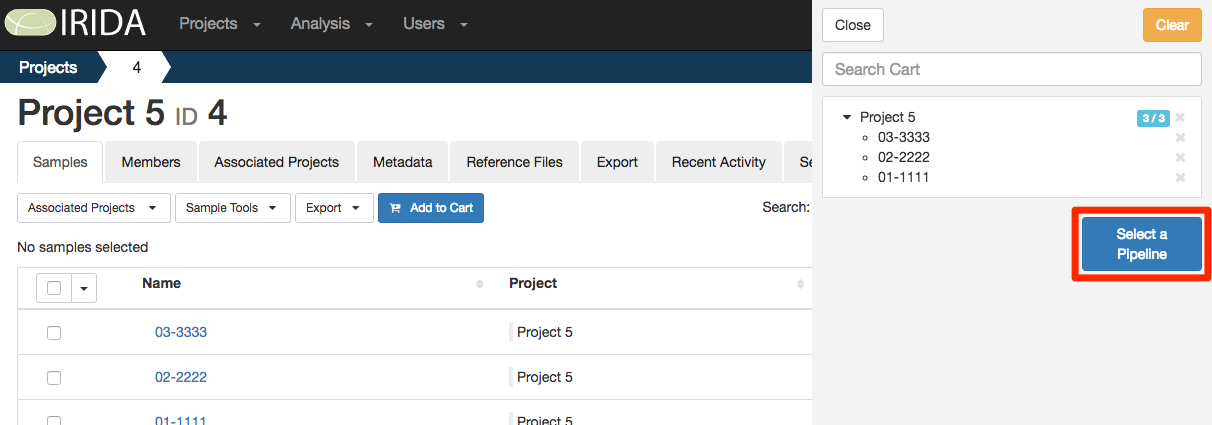 IRIDA
Projects Analysis Users
Projects 4
Project 5 ID 4
Samples Members Associated Projects Metadata Reference Files Export Recent Activity Se
Associated Projects Sample Tools Export Add to Cart Search:
No samples selected
Name Project
03-3333 Project 5
02-2222 Project 5
01-1111 Project 5
Close Clear
Search Cart
Project 5 3 / 3
03-3333
02-2222
01-1111
Select a
Pipeline